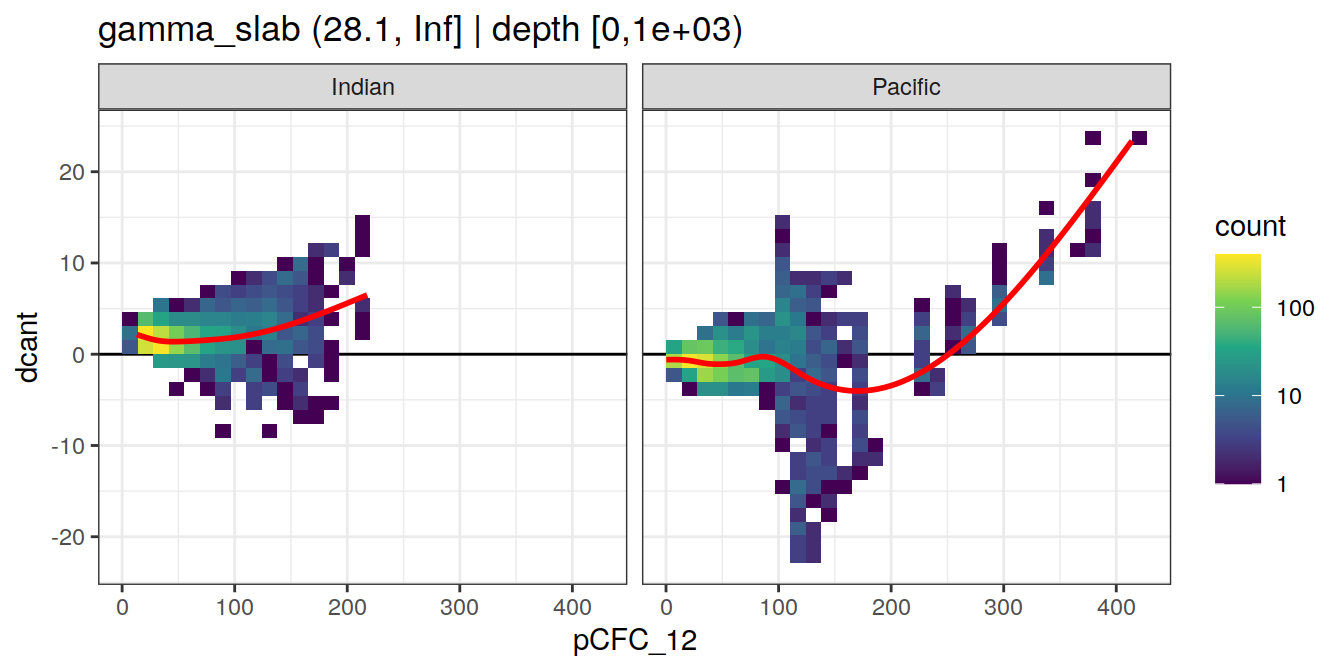 gamma_slab (28.1, Inf] | depth [0,1e+03)
Indian
Pacific
dcant
20
10
0
-10
-20
0 100 200 300 400
0 100 200 300 400
pCFC_12
count
100
10
1